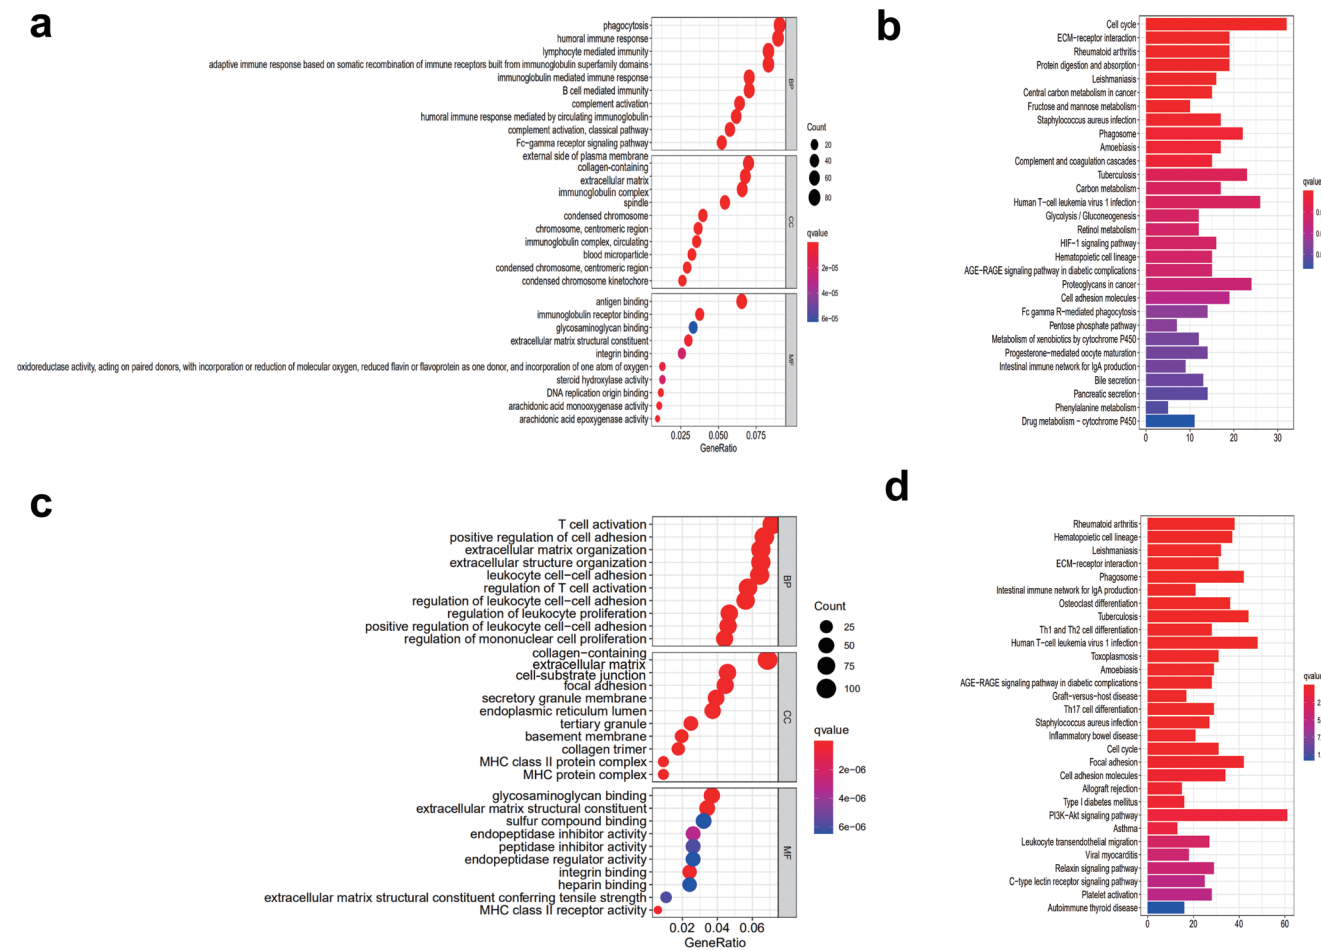 a
phagocytosis
humoral immune response
lymphocyte mediated immunity
adaptive immune response based on somatic recombination of immune receptors built from immunoglobulin superfamily domains
immunoglobulin mediated immune response
B cell mediated immunity
complement activation
humoral immune response mediated by circulating immunoglobulin
complement activation, classical pathway
Fc−gamma receptor signaling pathway
BP
external side of plasma membrane
collagen-containing
extracellular matrix
immunoglobulin complex
spindle
condensed chromosome
chromosome, centromeric region
immunoglobulin complex, circulating
blood microparticle
condensed chromosome, centromeric region
condensed chromosome kinetochore
CC
antigen binding
immunoglobulin receptor binding
glycosaminoglycan binding
extracellular matrix structural constituent
integrin binding
oxidoreductase activity, acting on paired donors, with incorporation or reduction of molecular oxygen, reduced flavin or flavoprotein as one donor, and incorporation of one atom of oxygen
steroid hydroxylase activity
DNA replication origin binding
arachidonic acid monooxygenase activity
arachidonic acid epoxygenase activity
MF
0.025 0.050 0.075
GeneRatio
Count
20
40
60
80
qvalue
2e−05
4e−05
6e−05
b
Cell cycle
ECM−receptor interaction
Rheumatoid arthritis
Protein digestion and absorption
Leishmaniasis
Central carbon metabolism in cancer
Fructose and mannose metabolism
Staphylococcus aureus infection
Phagosome
Amoebiasis
Complement and coagulation cascades
Tuberculosis
Carbon metabolism
Human T−cell leukemia virus 1 infection
Glycolysis / Gluconeogenesis
Retinol metabolism
HIF−1 signaling pathway
Hematopoietic cell lineage
AGE−RAGE signaling pathway in diabetic complications
Proteoglycans in cancer
Cell adhesion molecules
Fc gamma R−mediated phagocytosis
Pentose phosphate pathway
Metabolism of xenobiotics by cytochrome P450
Progesterone−mediated oocyte maturation
Intestinal immune network for IgA production
Bile secretion
Pancreatic secretion
Phenylalanine metabolism
Drug metabolism − cytochrome P450
0 10 20 30
qvalue
0.
0.
0.
c
T cell activation
positive regulation of cell adhesion
extracellular matrix organization
extracellular structure organization
leukocyte cell−cell adhesion
regulation of T cell activation
regulation of leukocyte cell−cell adhesion
regulation of leukocyte proliferation
positive regulation of leukocyte cell−cell adhesion
regulation of mononuclear cell proliferation
BP
collagen−containing
extracellular matrix
cell-substrate junction
focal adhesion
secretory granule membrane
endoplasmic reticulum lumen
tertiary granule
basement membrane
collagen trimer
MHC class II protein complex
MHC protein complex
CC
glycosaminoglycan binding
extracellular matrix structural constituent
sulfur compound binding
endopeptidase inhibitor activity
peptidase inhibitor activity
endopeptidase regulator activity
integrin binding
heparin binding
extracellular matrix structural constituent conferring tensile strength
MHC class II receptor activity
MF
0.02 0.04 0.06
GeneRatio
Count
25
50
75
100
qvalue
2e−06
4e−06
6e−06
d
Rheumatoid arthritis
Hematopoietic cell lineage
Leishmaniasis
ECM−receptor interaction
Phagosome
Intestinal immune network for IgA production
Osteoclast differentiation
Tuberculosis
Th1 and Th2 cell differentiation
Human T−cell leukemia virus 1 infection
Toxoplasmosis
Amoebiasis
AGE−RAGE signaling pathway in diabetic complications
Graft−versus−host disease
Th17 cell differentiation
Staphylococcus aureus infection
Inflammatory bowel disease
Cell cycle
Focal adhesion
Cell adhesion molecules
Allograft rejection
Type I diabetes mellitus
PI3K−Akt signaling pathway
Asthma
Leukocyte transendothelial migration
Viral myocarditis
Relaxin signaling pathway
C−type lectin receptor signaling pathway
Platelet activation
Autoimmune thyroid disease
0 20 40 60
qvalue
2.
5.
7.
1.